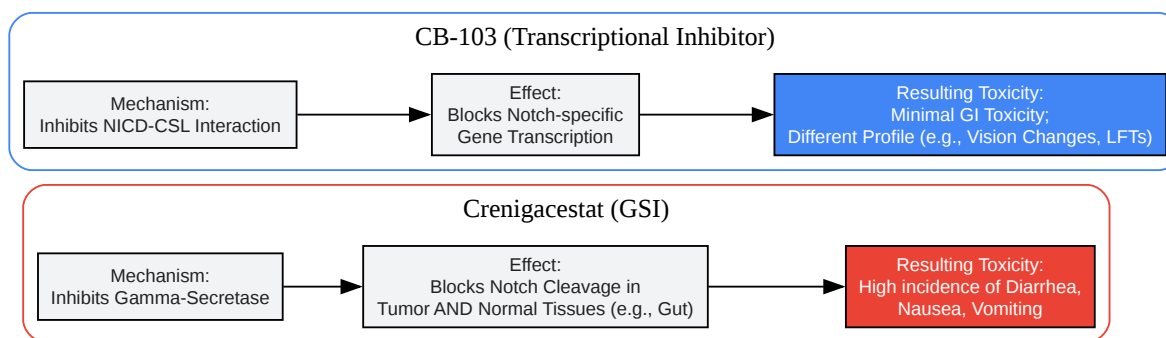 CB-103 (Transcriptional Inhibitor)
Mechanism:
Inhibits NICD-CSL Interaction
Effect:
Blocks Notch-specific
Gene Transcription
Resulting Toxicity:
Minimal GI Toxicity;
Different Profile (e.g., Vision Changes, LFTs)
Crenigacestat (GSI)
Mechanism:
Inhibits Gamma-Secretase
Effect:
Blocks Notch Cleavage in
Tumor AND Normal Tissues (e.g., Gut)
Resulting Toxicity:
High incidence of Diarrhea,
Nausea, Vomiting